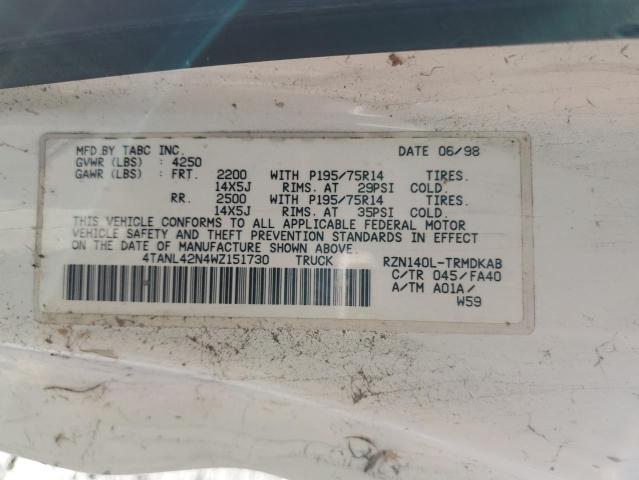 MFD BY TABC INC. DATE 06/98
GVWR (LBS) : 4250
GAWR (LBS) : FRT. 2200 WITH P195/75R14 TIRES.
14X5J RIMS. AT 29PSI COLD.
RR. 2500 WITH P195/75R14 TIRES.
14X5J RIMS. AT 35PSI COLD.
THIS VEHICLE CONFORMS TO ALL APPLICABLE FEDERAL MOTOR
VEHICLE SAFETY AND THEFT PREVENTION STANDARDS IN EFFECT
ON THE DATE OF MANUFACTURE SHOWN ABOVE.
4TANL42N4WZ151730 TRUCK RZN140L-TRMDKAB
C/TR 045/FA40
A/TM A01A/
W59